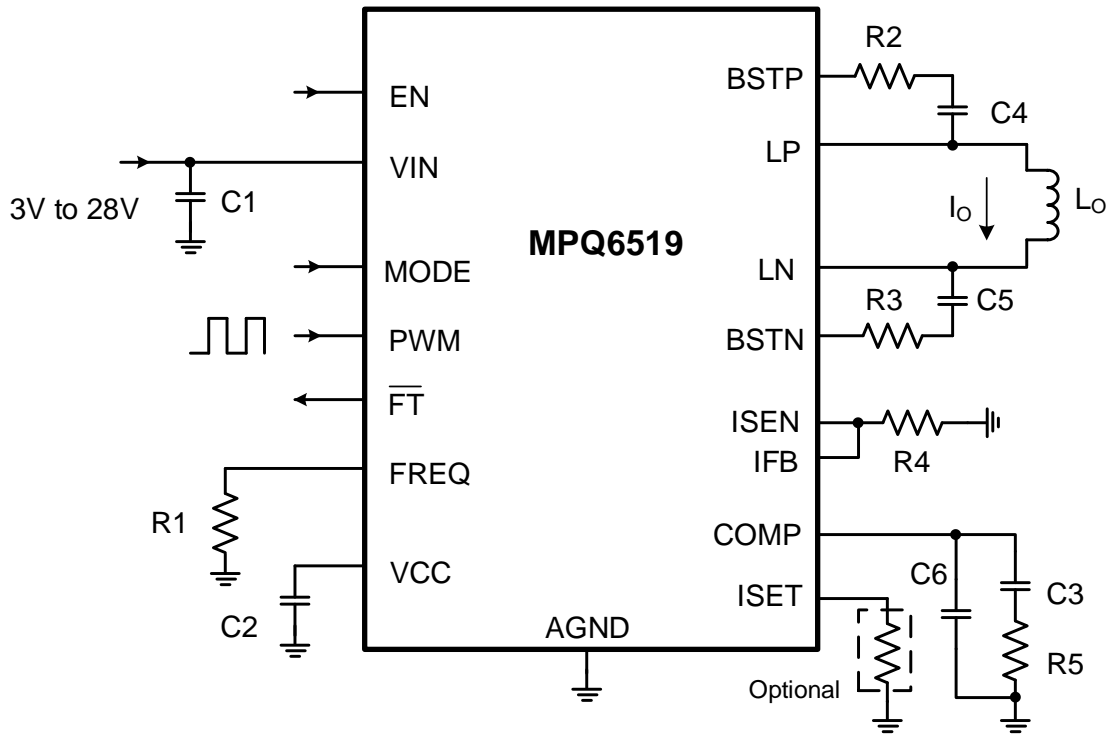 MPQ6519
EN
VIN
3V to 28V
C1
MODE
PWM
FT
FREQ
R1
VCC
C2
AGND
BSTP
R2
C4
LP
IO
LO
LN
C5
R3
BSTN
ISEN
IFB
R4
COMP
C6
C3
ISET
R5
Optional